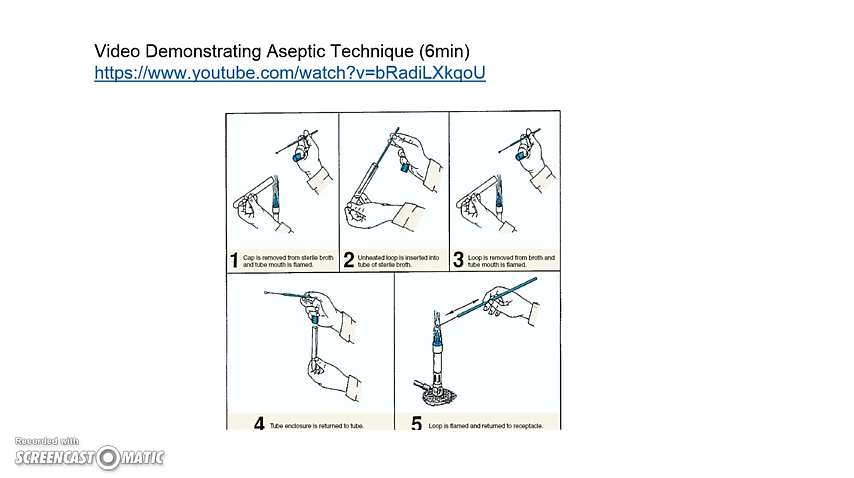 Video Demonstrating Aseptic Technique (6min)
https://www.youtube.com/watch?v=bRadiLXkqoU
1 Cap is removed from sterile broth
and tube mouth is flamed.
2 Unheated loop is inserted into
tube of sterile broth.
3 Loop is removed from broth and
tube mouth is flamed.
4 Tube enclosure is returned to tube.
5 Loop is flamed and returned to receptacle.
Recorded with
SCREENCAST MATIC